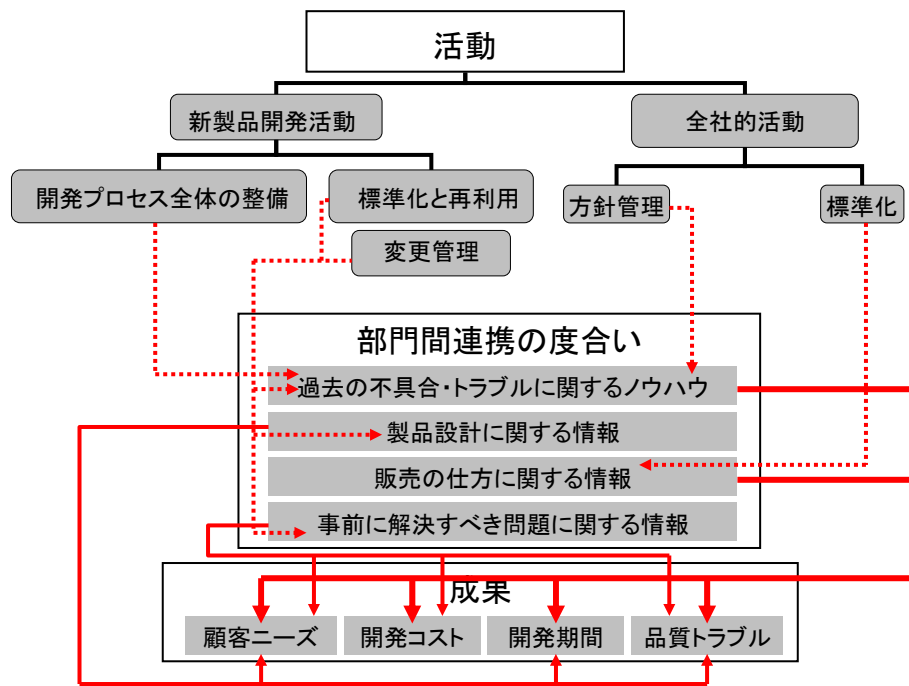 活動
新製品開発活動
全社的活動
開発プロセス全体の整備
標準化と再利用
方針管理
標準化
変更管理
部門間連携の度合い
過去の不具合・トラブルに関するノウハウ
製品設計に関する情報
販売の仕方に関する情報
事前に解決すべき問題に関する情報
成果
顧客ニーズ
開発コスト
開発期間
品質トラブル